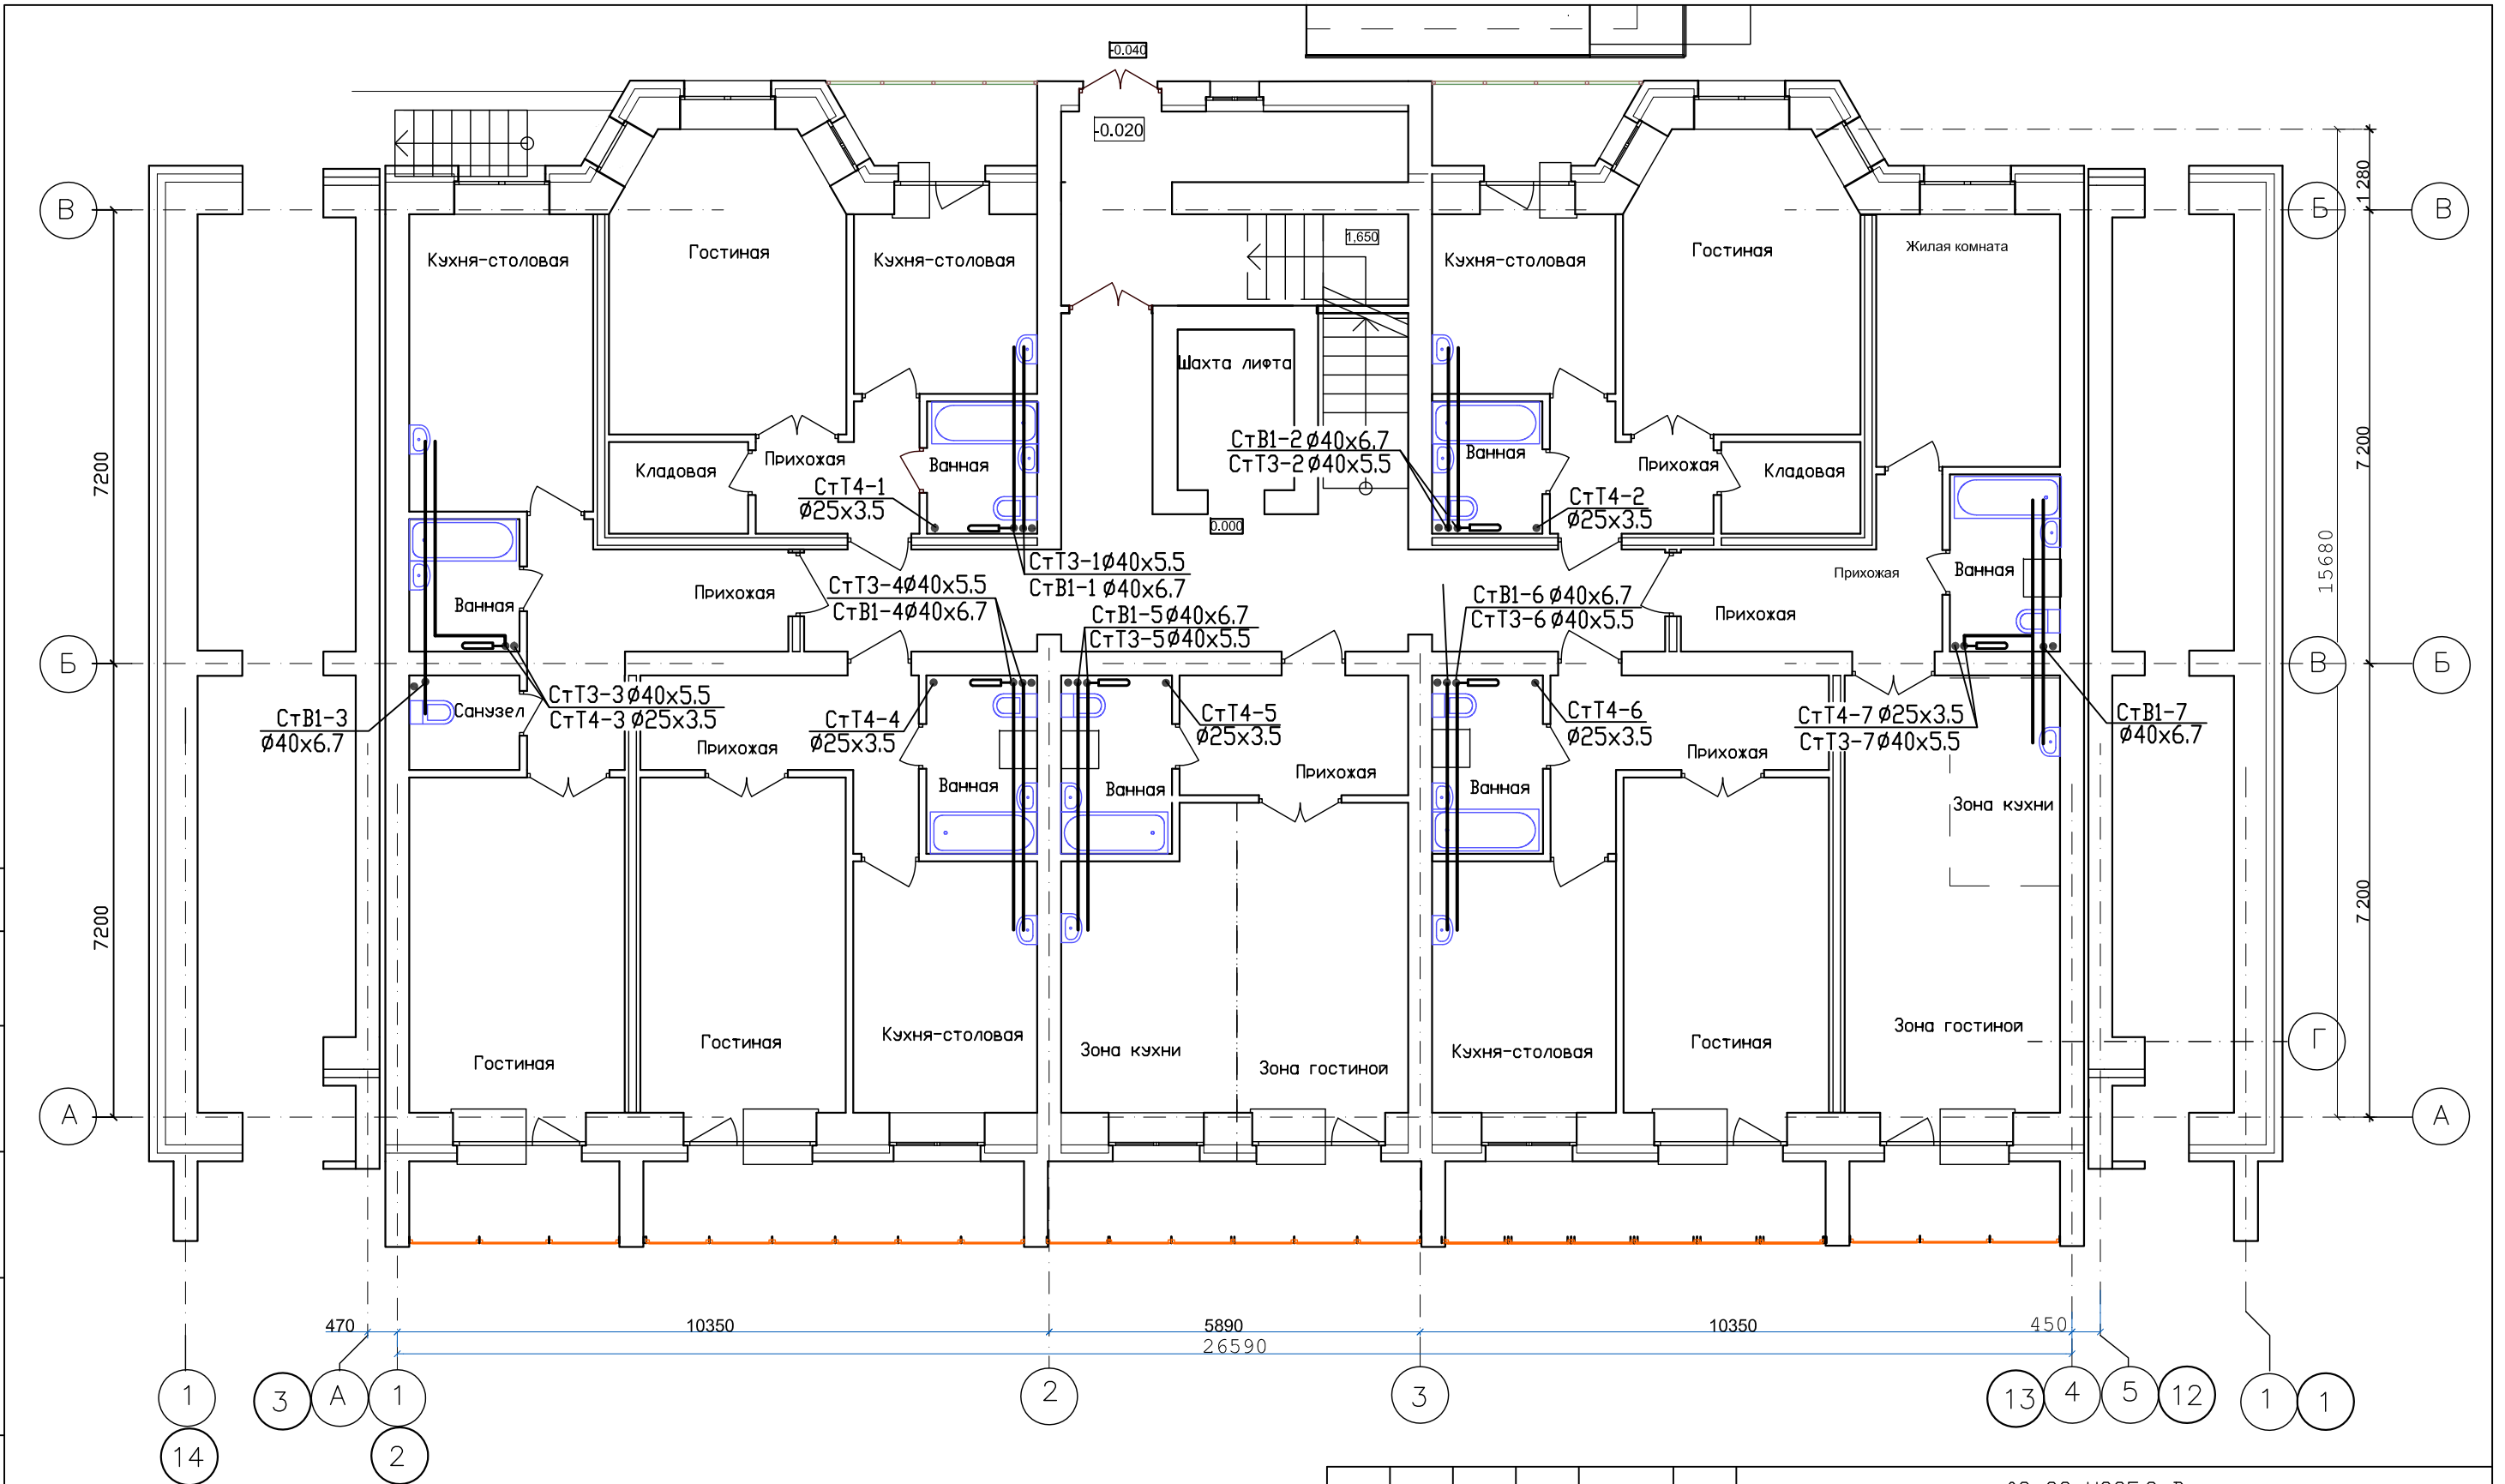 -0.040
-0.020
1280
В
Б
В
1,650
Жилая комната
Кухня-столовая
Гостиная
Кухня-столовая
Кухня-столовая
Гостиная
Шахта лифта
7200
7200
СтВ1-2 Ø40х6.7
СтТ3-2 Ø40х5.5
Кладовая
Прихожая
Ванная
Ванная
Прихожая
Кладовая
СтТ4-1
Ø25х3.5
СтТ4-2
Ø25х3.5
0.000
15680
СтТ3-1Ø40х5.5
СтВ1-1 Ø40х6.7
СтТ3-4Ø40х5.5
СтВ1-4Ø40х6.7
СтВ1-5Ø40х6.7
СтТ3-5Ø40х5.5
СтВ1-6 Ø40х6.7
СтТ3-6 Ø40х5.5
Ванная
Прихожая
Прихожая
Прихожая
Ванная
Б
В
Б
СтВ1-3
Ø40х6.7
Санузел
СтТ3-3Ø40х5.5
СтТ4-3 Ø25х3.5
СтТ4-4
Ø25х3.5
СтТ4-5
Ø25х3.5
СтТ4-6
Ø25х3.5
СтТ4-7 Ø25х3.5
СтТ3-7Ø40х5.5
СтВ1-7
Ø40х6.7
Прихожая
Ванная
Ванная
Прихожая
Ванная
Прихожая
Зона кухни
7200
7200
Гостиная
Гостиная
Кухня-столовая
Зона кухни
Зона гостиной
Кухня-столовая
Гостиная
Зона гостиной
Г
А
А
470
10350
5890
10350
450
26590
1
3
А
1
2
3
13
4
5
12
1
1
14
2